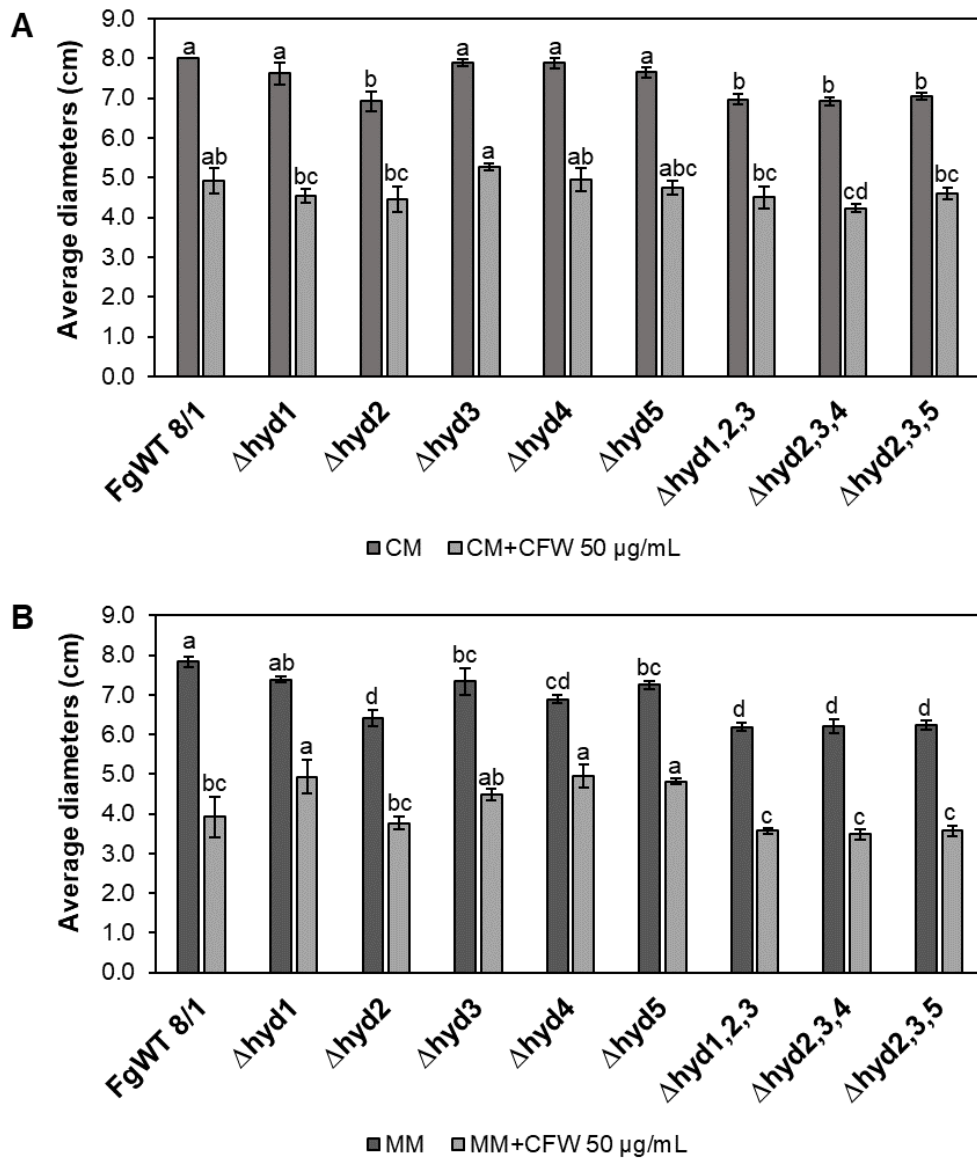 A
Average diameters (cm)
9.0
8.0
7.0
6.0
5.0
4.0
3.0
2.0
1.0
0.0
a a b a a a b b b
ab bc bc a ab abc bc cd bc
FgWT 8/1
Δhyd1
Δhyd2
Δhyd3
Δhyd4
Δhyd5
Δhyd1,2,3
Δhyd2,3,4
Δhyd2,3,5
CM CM+CFW 50 µg/mL
B
Average diameters (cm)
9.0
8.0
7.0
6.0
5.0
4.0
3.0
2.0
1.0
0.0
a ab d bc cd bc d d d
bc a bc ab a a c c c
FgWT 8/1
Δhyd1
Δhyd2
Δhyd3
Δhyd4
Δhyd5
Δhyd1,2,3
Δhyd2,3,4
Δhyd2,3,5
MM MM+CFW 50 µg/mL